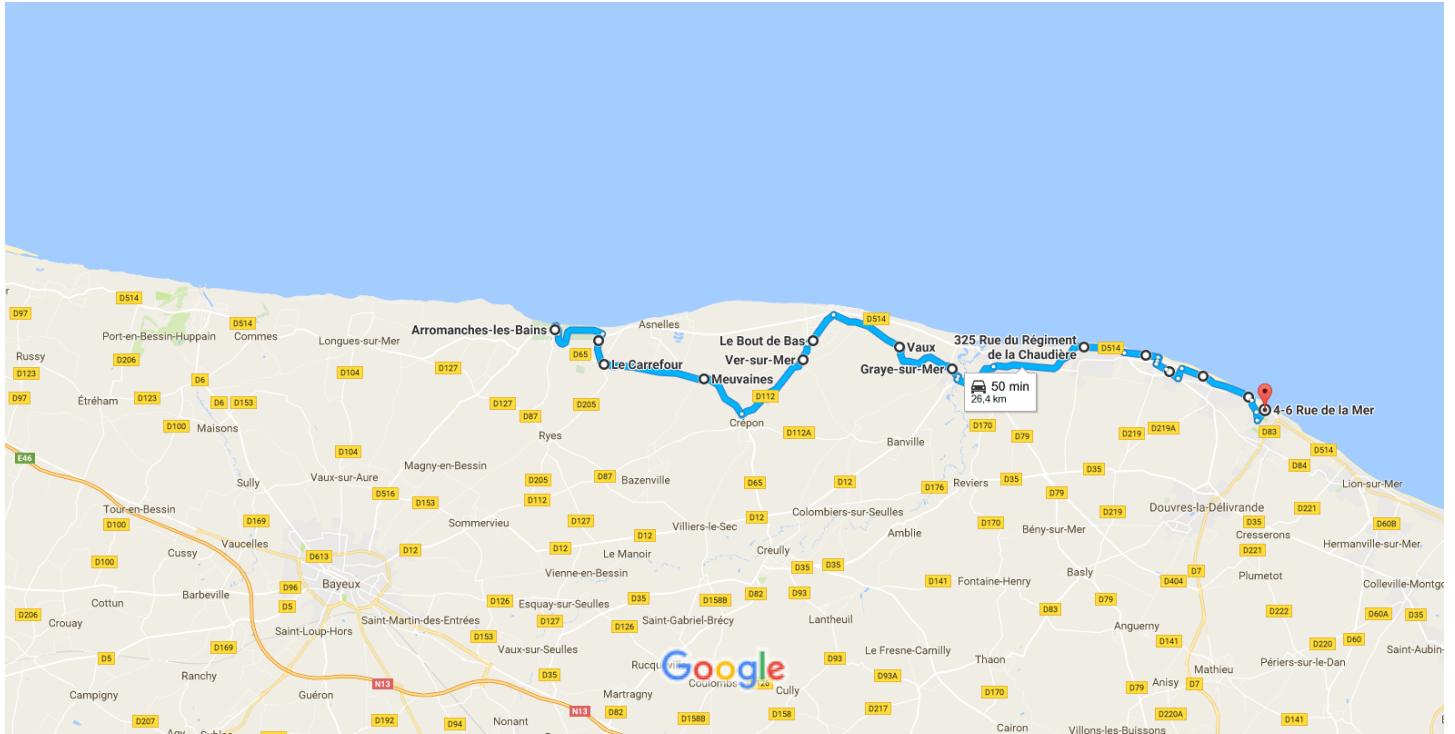 D514
D97
Port-en-Bessin-Huppain
D514
Commes
Longues-sur-Mer
Arromanches-les-Bains
Asnelles
D514
Le Bout de Bas
Vaux
325 Rue du Régiment
de la Chaudière
D514
Russy
D206
D123
D6
D104
D127
D65
Le Carrefour
Ver-sur-Mer
Graye-sur-Mer
Meuvaines
50 min
26,4 km
D97
Étréham
D123
D6
D153
D127
D205
D112
4-6 Rue de la Mer
D100
Maisons
D87
Crépon
D170
D219
D219A
D83
Ryes
D112A
Banville
D79
D514
E46
D104
Magny-en-Bessin
D84
Vaux-sur-Aure
D205
D87
Bazenville
D65
D12
D176
Reviers
D35
D35
Lion-sur-Mer
Sully
D516
D153
D112
D79
Tour-en-Bessin
D100
D169
Sommervieu
D127
D12
Colombiers-sur-Seulles
D170
D219
Douvres-la-Délivrande
D221
D35
D60B
Villiers-le-Sec
Amblie
Bény-sur-Mer
Cresserons
Vaucelles
Cussy
D613
D12
D12
D12
Le Manoir
Creully
D221
Hermanville-sur-Mer
D100
Bayeux
Vienne-en-Bessin
D35
D35
Basly
D7
Plumetot
D96
D141
Fontaine-Henry
D404
Colleville-Montgo
Barbeville
Cottun
D5
D126
Esquay-sur-Seulles
D35
D158B
D82
D93
D83
D79
D222
D60A
D35
D206
Crouay
Saint-Martin-des-Entrées
D127
D126
Saint-Gabriel-Brécy
Lantheuil
Anguerny
Saint-Loup-Hors
D153
D141
D220
D60
Saint-Aubin-
D5
D169
Vaux-sur-Seulles
D93
Le Fresne-Camilly
Thaon
Périers-sur-le-Dan
Ranchy
D35
Google
D93A
Mathieu
Campigny
Guéron
N13
Martragny
Cully
D170
D79
Anisy
D7
D207
D192
D94
Nonant
N13
D82
D158B
D158
D217
Cairon
Villons-les-Buissons
D220A
D141